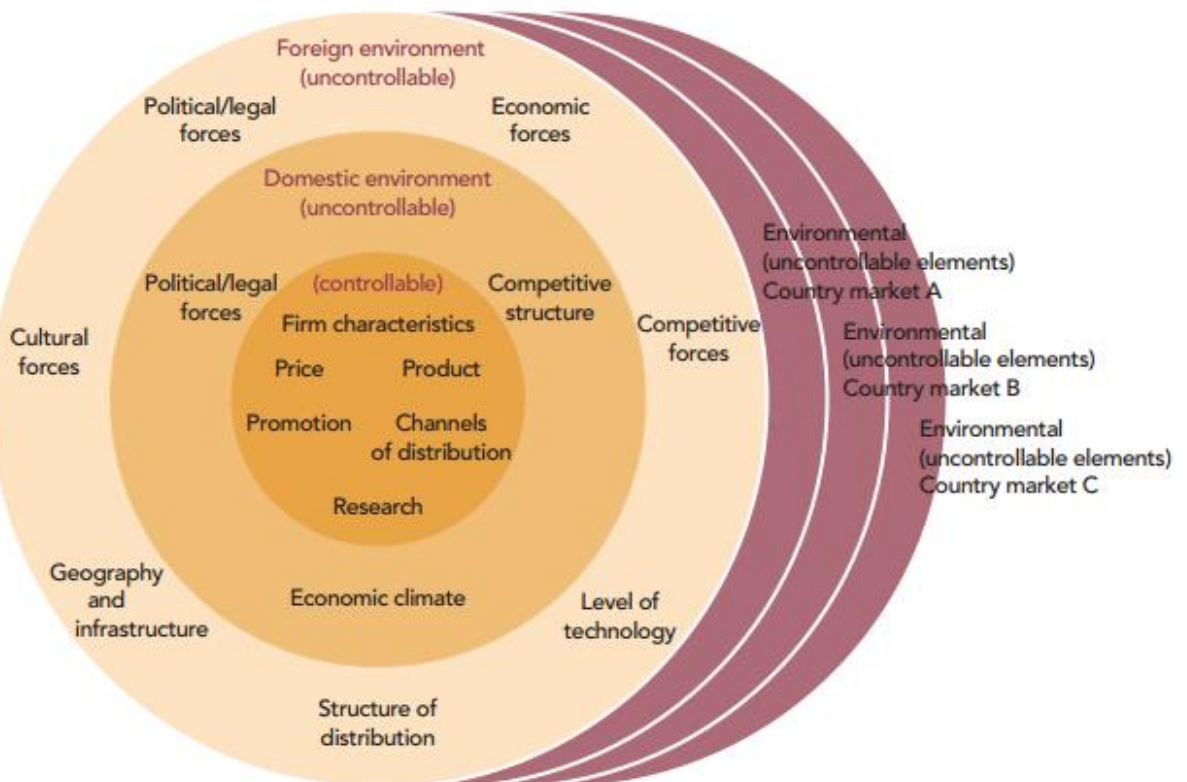 Foreign environment
(uncontrollable)
Political/legal
forces
Economic
forces
Domestic environment
(uncontrollable)
Political/legal
forces
(controllable)
Competitive
structure
Firm characteristics
Price
Product
Promotion
Channels
of distribution
Research
Cultural
forces
Competitive
forces
Environmental
(uncontrollable elements)
Country market A
Environmental
(uncontrollable elements)
Country market B
Environmental
(uncontrollable elements)
Country market C
Geography
and
infrastructure
Economic climate
Level of
technology
Structure of
distribution